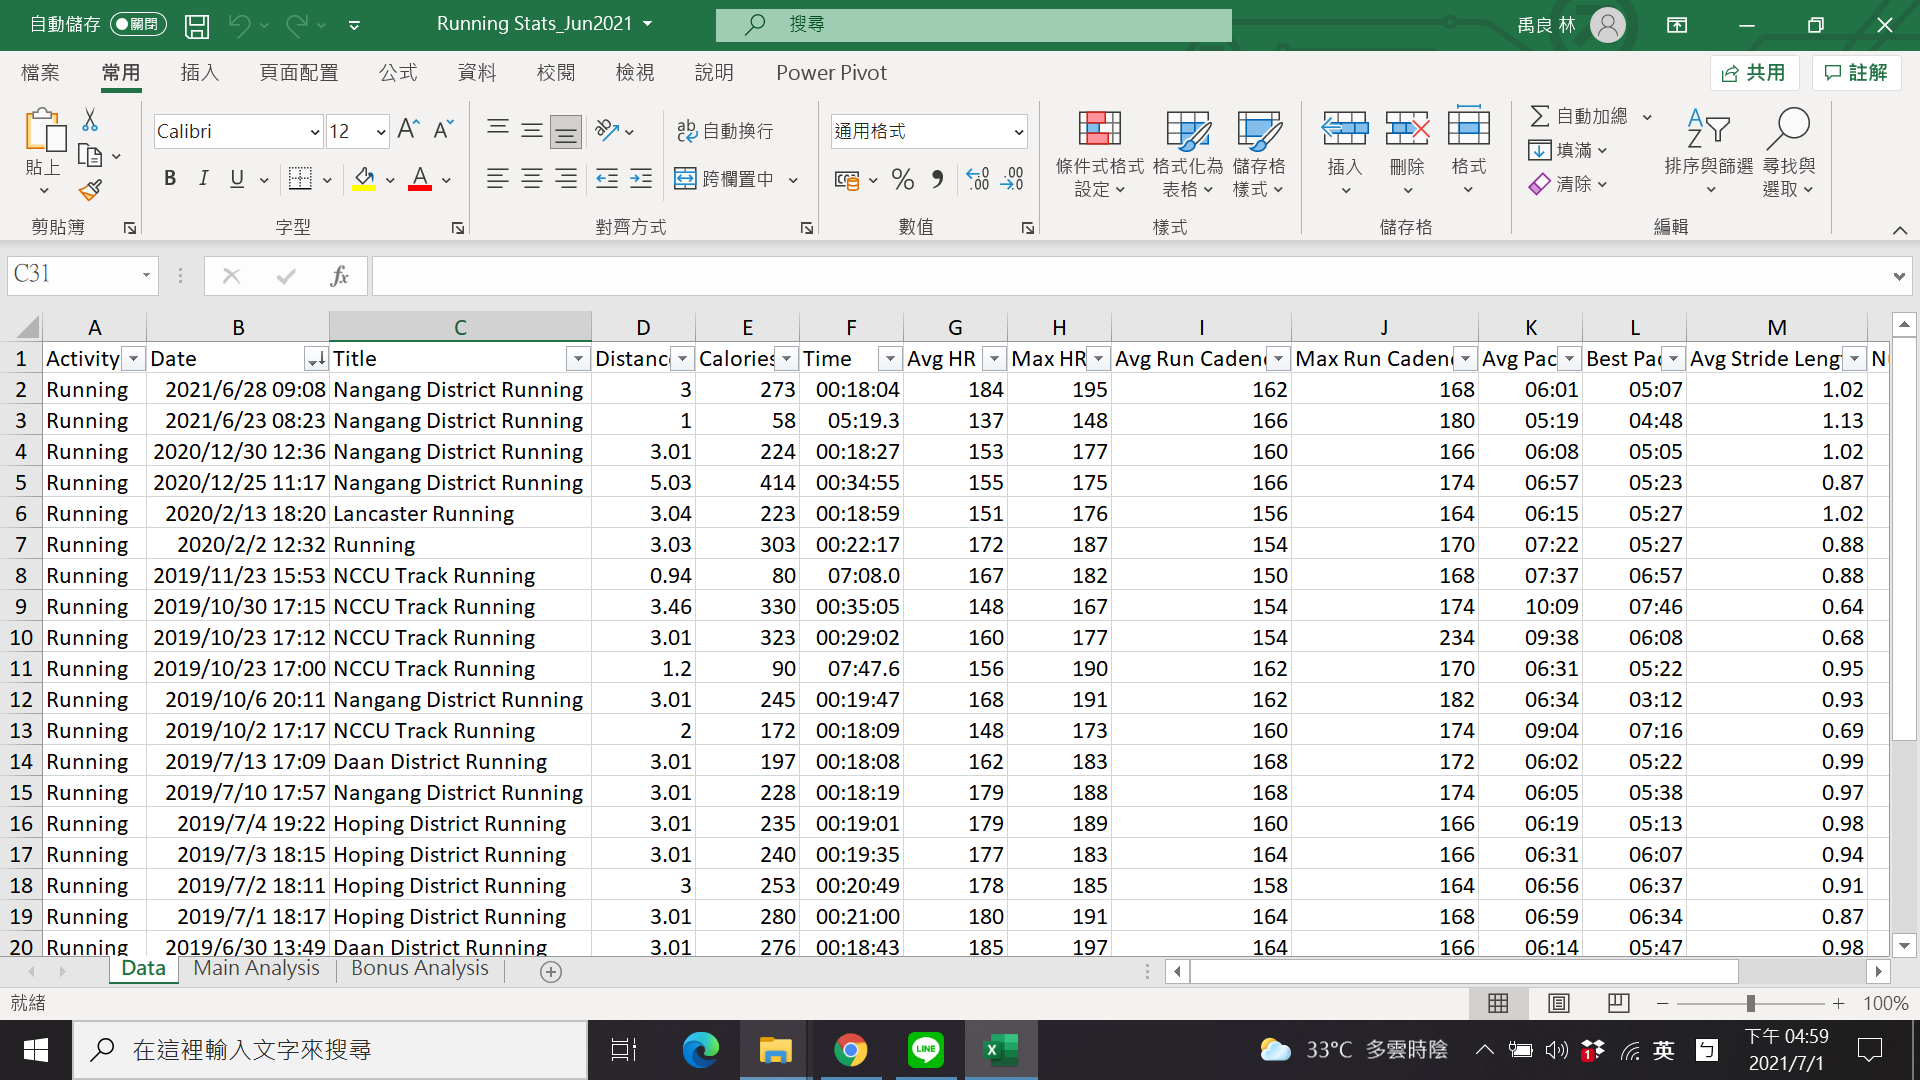 自動儲存 關閉 Running Stats_Jun2021 搜尋 禹良 林
檔案 常用 插入 頁面配置 公式 資料 校閱 檢視 說明 Power Pivot 共用 註解
貼上 Calibri 12 B I U A 自動換行 跨欄置中 通用格式 % 條件式格式設定 格式化為表格 儲存格樣式 插入 刪除 格式 自動加總 填滿 清除 排序與篩選 尋找與選取
剪貼簿 字型 對齊方式 數值 樣式 儲存格 編輯
C31 fx
A B C D E F G H I J K L M
1 Activity Date Title Distanc Calories Time Avg HR Max HR Avg Run Caden Max Run Caden Avg Pac Best Pac Avg Stride Leng N
2 Running 2021/6/28 09:08 Nangang District Running 3 273 00:18:04 184 195 162 168 06:01 05:07 1.02
3 Running 2021/6/23 08:23 Nangang District Running 1 58 05:19.3 137 148 166 180 05:19 04:48 1.13
4 Running 2020/12/30 12:36 Nangang District Running 3.01 224 00:18:27 153 177 160 166 06:08 05:05 1.02
5 Running 2020/12/25 11:17 Nangang District Running 5.03 414 00:34:55 155 175 166 174 06:57 05:23 0.87
6 Running 2020/2/13 18:20 Lancaster Running 3.04 223 00:18:59 151 176 156 164 06:15 05:27 1.02
7 Running 2020/2/2 12:32 Running 3.03 303 00:22:17 172 187 154 170 07:22 05:27 0.88
8 Running 2019/11/23 15:53 NCCU Track Running 0.94 80 07:08.0 167 182 150 168 07:37 06:57 0.88
9 Running 2019/10/30 17:15 NCCU Track Running 3.46 330 00:35:05 148 167 154 174 10:09 07:46 0.64
10 Running 2019/10/23 17:12 NCCU Track Running 3.01 323 00:29:02 160 177 154 234 09:38 06:08 0.68
11 Running 2019/10/23 17:00 NCCU Track Running 1.2 90 07:47.6 156 190 162 170 06:31 05:22 0.95
12 Running 2019/10/6 20:11 Nangang District Running 3.01 245 00:19:47 168 191 162 182 06:34 03:12 0.93
13 Running 2019/10/2 17:17 NCCU Track Running 2 172 00:18:09 148 173 160 174 09:04 07:16 0.69
14 Running 2019/7/13 17:09 Daan District Running 3.01 197 00:18:08 162 183 168 172 06:02 05:22 0.99
15 Running 2019/7/10 17:57 Nangang District Running 3.01 228 00:18:19 179 188 168 174 06:05 05:38 0.97
16 Running 2019/7/4 19:22 Hoping District Running 3.01 235 00:19:01 179 189 160 166 06:19 05:13 0.98
17 Running 2019/7/3 18:15 Hoping District Running 3.01 240 00:19:35 177 183 164 166 06:31 06:07 0.94
18 Running 2019/7/2 18:11 Hoping District Running 3 253 00:20:49 178 185 158 164 06:56 06:37 0.91
19 Running 2019/7/1 18:17 Hoping District Running 3.01 280 00:21:00 180 191 164 168 06:59 06:34 0.87
20 Running 2019/6/30 13:49 Daan District Running 3.01 276 00:18:43 185 197 164 166 06:14 05:47 0.98
Data Main Analysis Bonus Analysis
就緒 100%
在這裡輸入文字來搜尋 LINE 33°C 多雲時陰 1 英 ㄅ 下午 04:59
2021/7/1